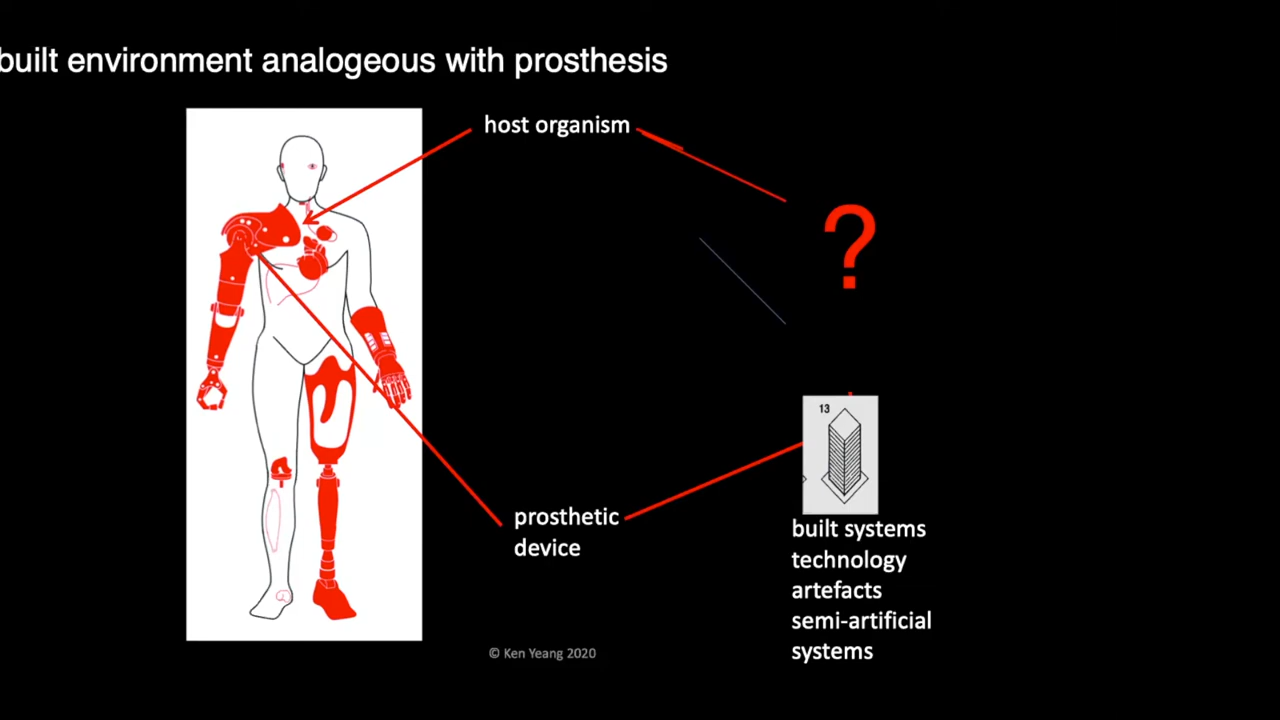 built environment analogeous with prosthesis
host organism
?
13
prosthetic
device
built systems
technology
artefacts
semi-artificial
systems
© Ken Yeang 2020